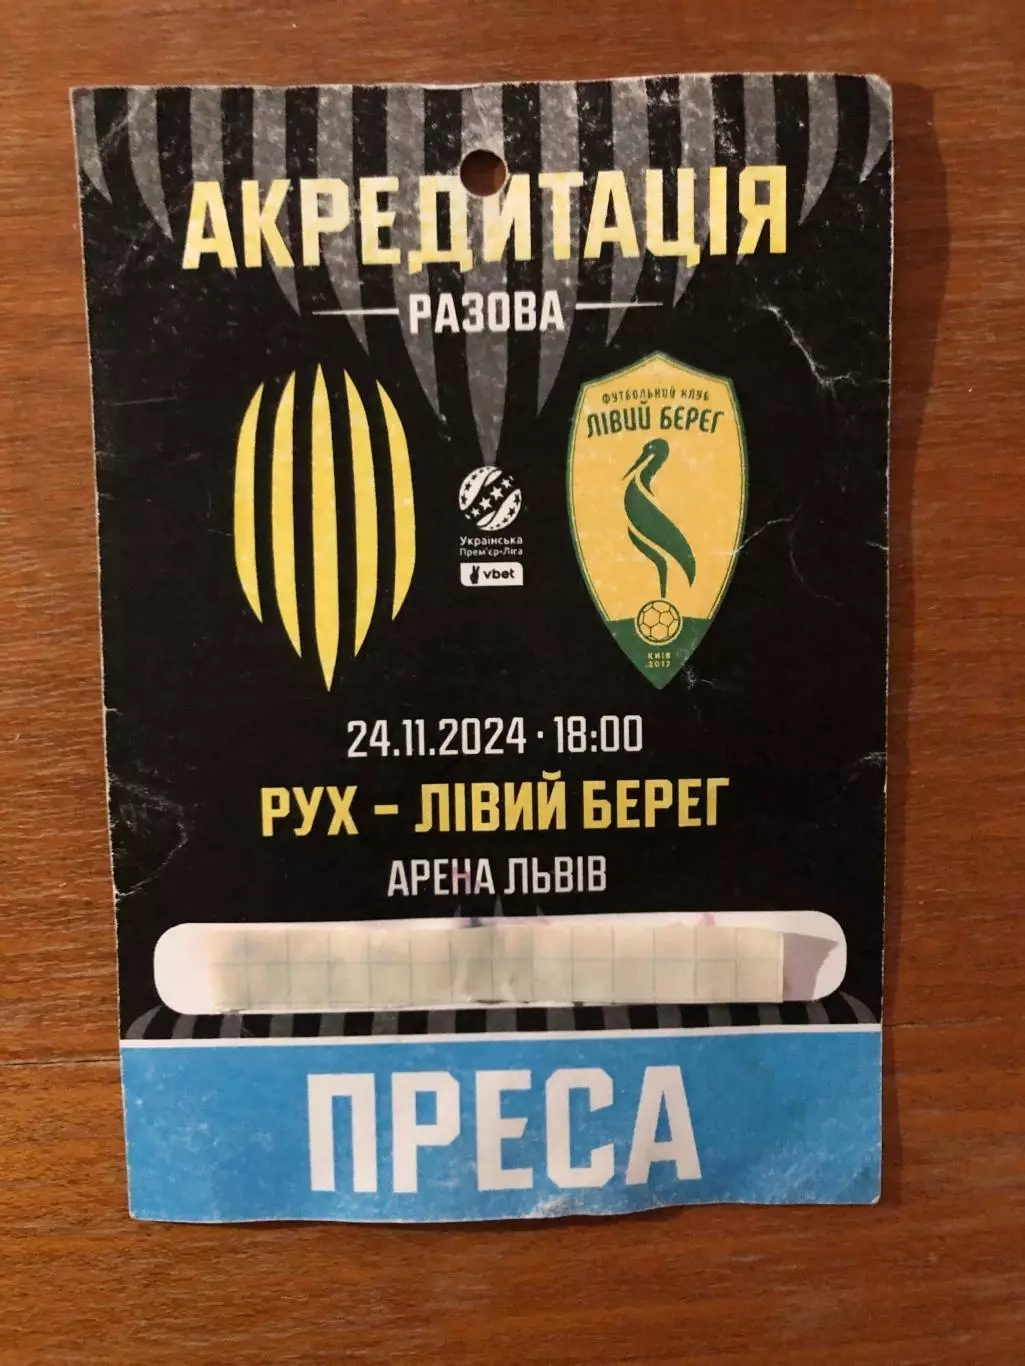 АКРЕДИТАЦІЯ
РАЗОВА
ФУТБОЛЬНИЙ КЛУБ
ЛІВИЙ БЕРЕГ
Українська
Прем'єр-Ліга
vbet
КИЇВ
2017
24.11.2024 · 18:00
РУХ - ЛІВИЙ БЕРЕГ
АРЕНА ЛЬВІВ
ПРЕСА